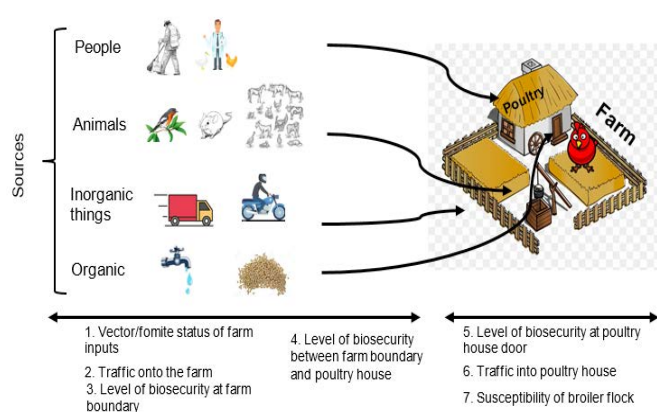 Sources
People
Animals
Inorganic
things
Organic
Poultry
Farm
1. Vector/fomite status of farm
inputs
2. Traffic onto the farm
3. Level of biosecurity at farm
boundary
4. Level of biosecurity
between farm boundary
and poultry house
5. Level of biosecurity at poultry
house door
6. Traffic into poultry house
7. Susceptibility of broiler flock